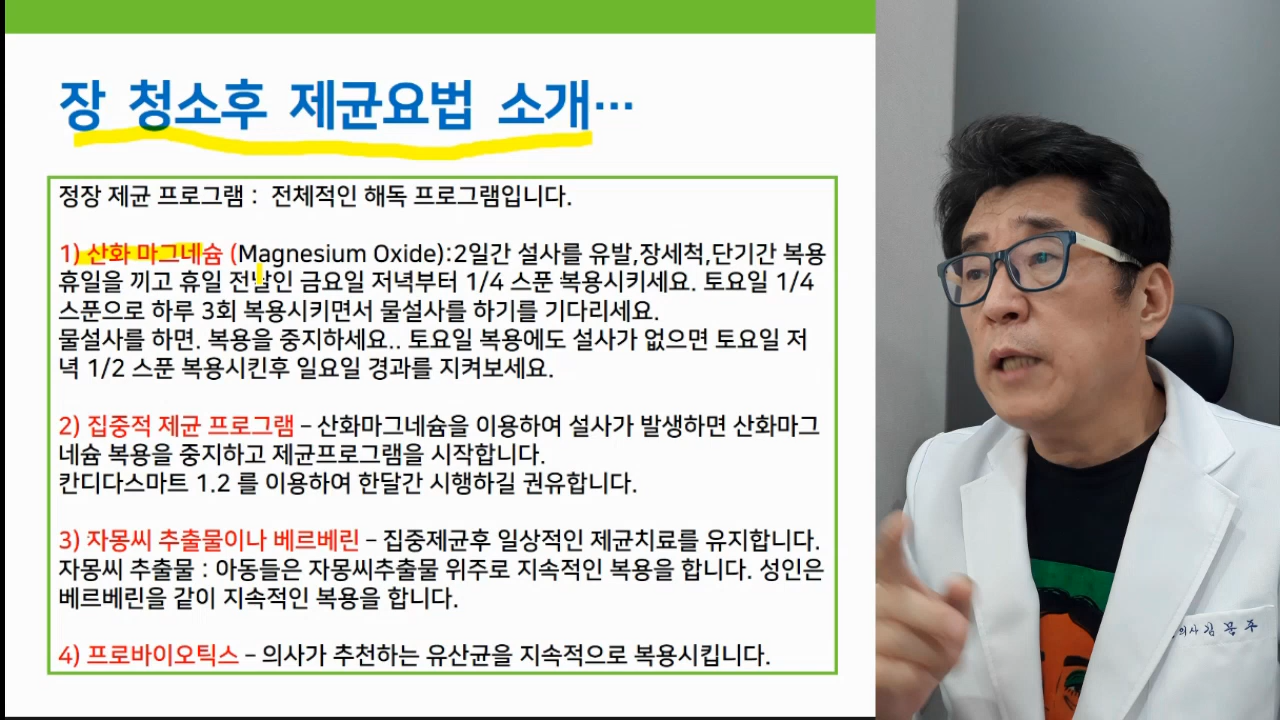 장 청소후 제균요법 소개…
정장 제균 프로그램 : 전체적인 해독 프로그램입니다.
1) 산화 마그네슘 (Magnesium Oxide):2일간 설사를 유발,장세척,단기간 복용
휴일을 끼고 휴일 전날인 금요일 저녁부터 1/4 스푼 복용시키세요. 토요일 1/4
스푼으로 하루 3회 복용시키면서 물설사를 하기를 기다리세요.
물설사를 하면. 복용을 중지하세요.. 토요일 복용에도 설사가 없으면 토요일 저
녁 1/2 스푼 복용시킨후 일요일 경과를 지켜보세요.
2) 집중적 제균 프로그램 – 산화마그네슘을 이용하여 설사가 발생하면 산화마그
네슘 복용을 중지하고 제균프로그램을 시작합니다.
칸디다스마트 1.2 를 이용하여 한달간 시행하길 권유합니다.
3) 자몽씨 추출물이나 베르베린 – 집중제균후 일상적인 제균치료를 유지합니다.
자몽씨 추출물 : 아동들은 자몽씨추출물 위주로 지속적인 복용을 합니다. 성인은
베르베린을 같이 지속적인 복용을 합니다.
4) 프로바이오틱스 – 의사가 추천하는 유산균을 지속적으로 복용시킵니다.
의사 김문주